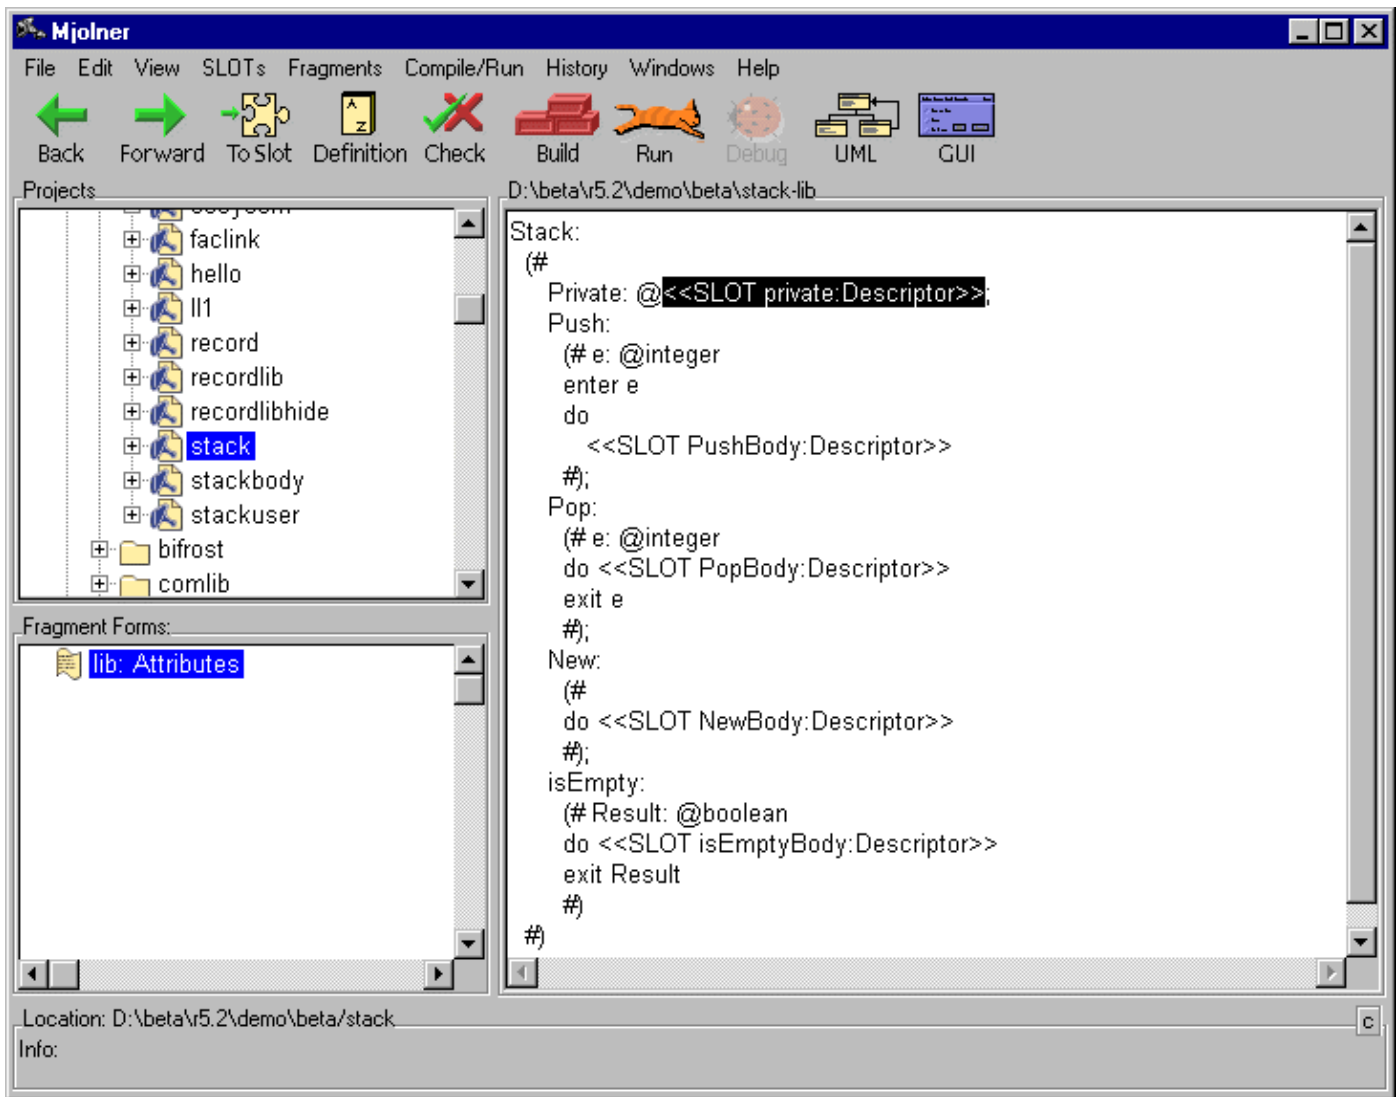 Mjolner
File Edit View SLOTs Fragments Compile/Run History Windows Help
Back Forward To Slot Definition Check Build Run Debug UML GUI
Projects
faclink
hello
ll1
record
recordlib
recordlibhide
stack
stackbody
stackuser
bifrost
comlib
Fragment Forms:
lib: Attributes
D:\beta\r5.2\demo\beta\stack-lib
Stack:
(#
Private: @<<SLOT private:Descriptor>>;
Push:
(# e: @integer
enter e
do
<<SLOT PushBody:Descriptor>>
#);
Pop:
(# e: @integer
do <<SLOT PopBody:Descriptor>>
exit e
#);
New:
(#
do <<SLOT NewBody:Descriptor>>
#);
isEmpty:
(# Result: @boolean
do <<SLOT isEmptyBody:Descriptor>>
exit Result
#)
#)
Location: D:\beta\r5.2\demo\beta/stack
c
Info: